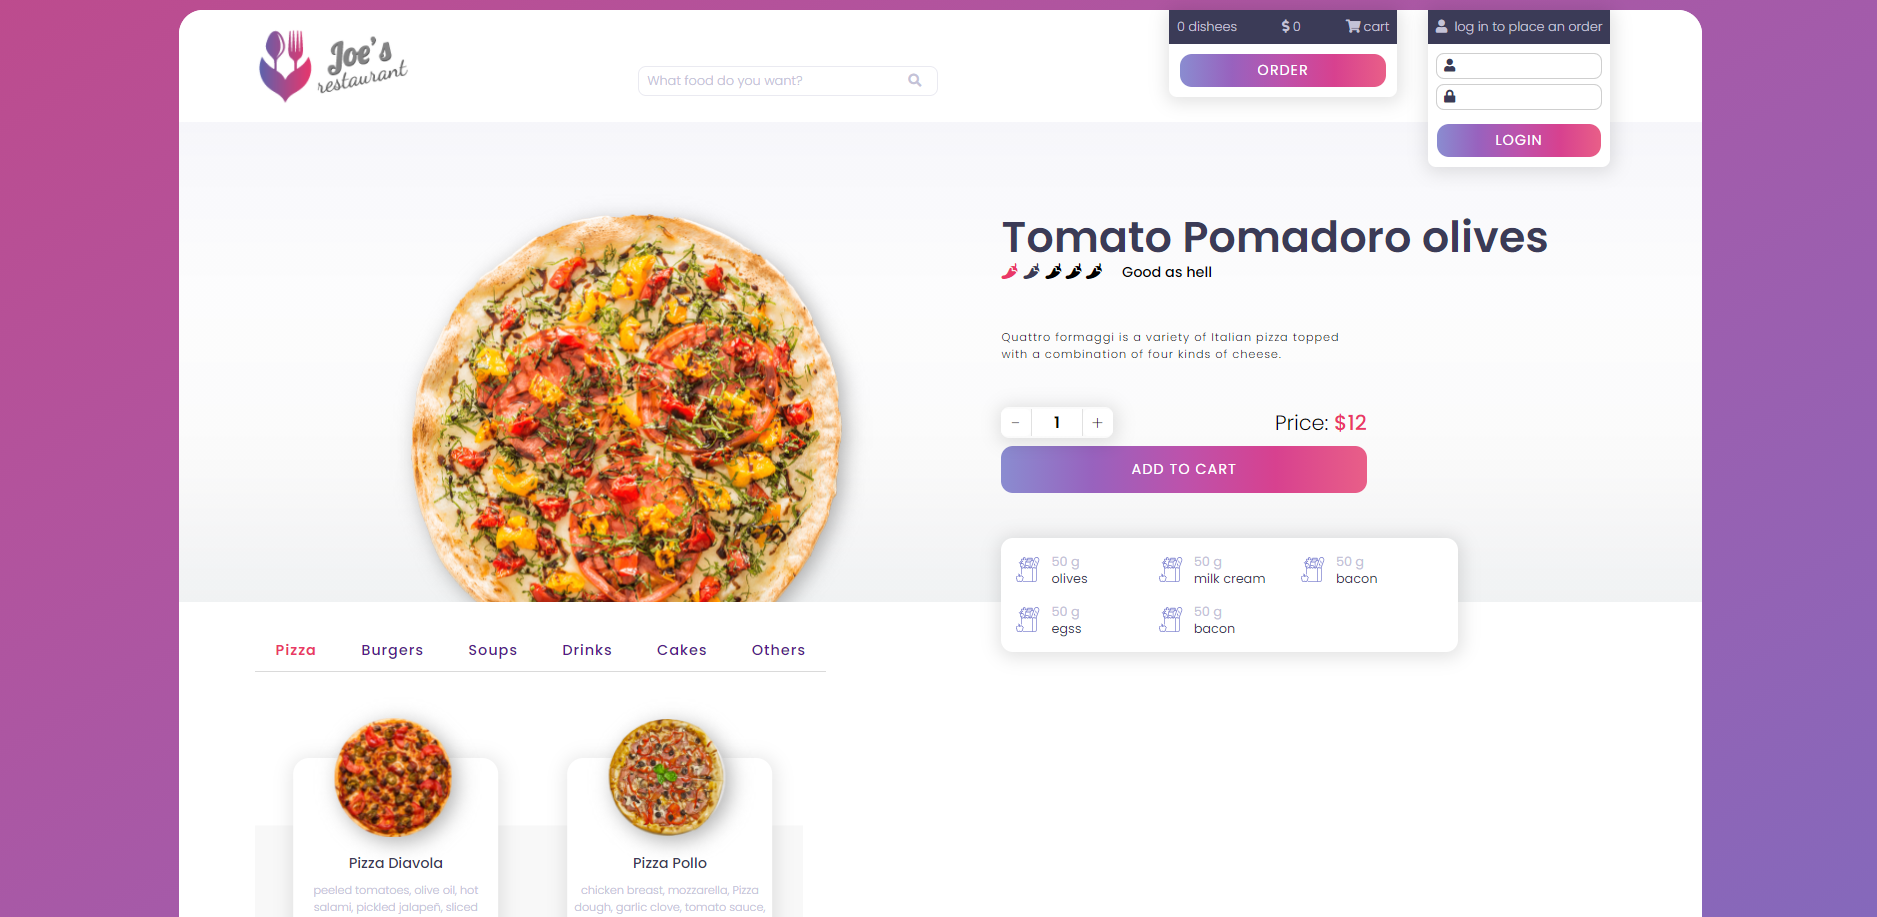 Joe's
restaurant
What food do you want?
0 dishees $ 0 cart
ORDER
log in to place an order
LOGIN
Tomato Pomadoro olives
Good as hell
Quattro formaggi is a variety of Italian pizza topped
with a combination of four kinds of cheese.
- 1 +
Price: $12
ADD TO CART
50 g
olives
50 g
milk cream
50 g
bacon
50 g
egss
50 g
bacon
Pizza Burgers Soups Drinks Cakes Others
Pizza Diavola
peeled tomatoes, olive oil, hot
salami, pickled jalapeñ, sliced
Pizza Pollo
chicken breast, mozzarella, Pizza
dough, garlic clove, tomato sauce,